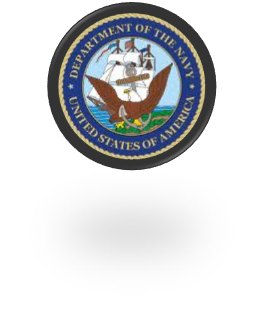 DEPARTMENT OF THE NAVY
UNITED STATES OF AMERICA